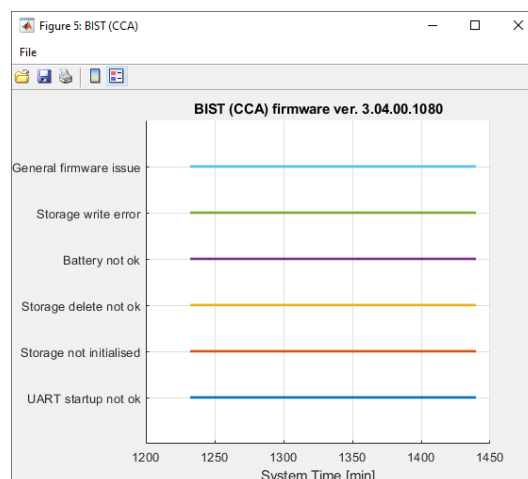 Figure 5: BIST (CCA)
File
BIST (CCA) firmware ver. 3.04.00.1080
General firmware issue
Storage write error
Battery not ok
Storage delete not ok
Storage not initialised
UART startup not ok
1200 1250 1300 1350 1400 1450
System Time [min]